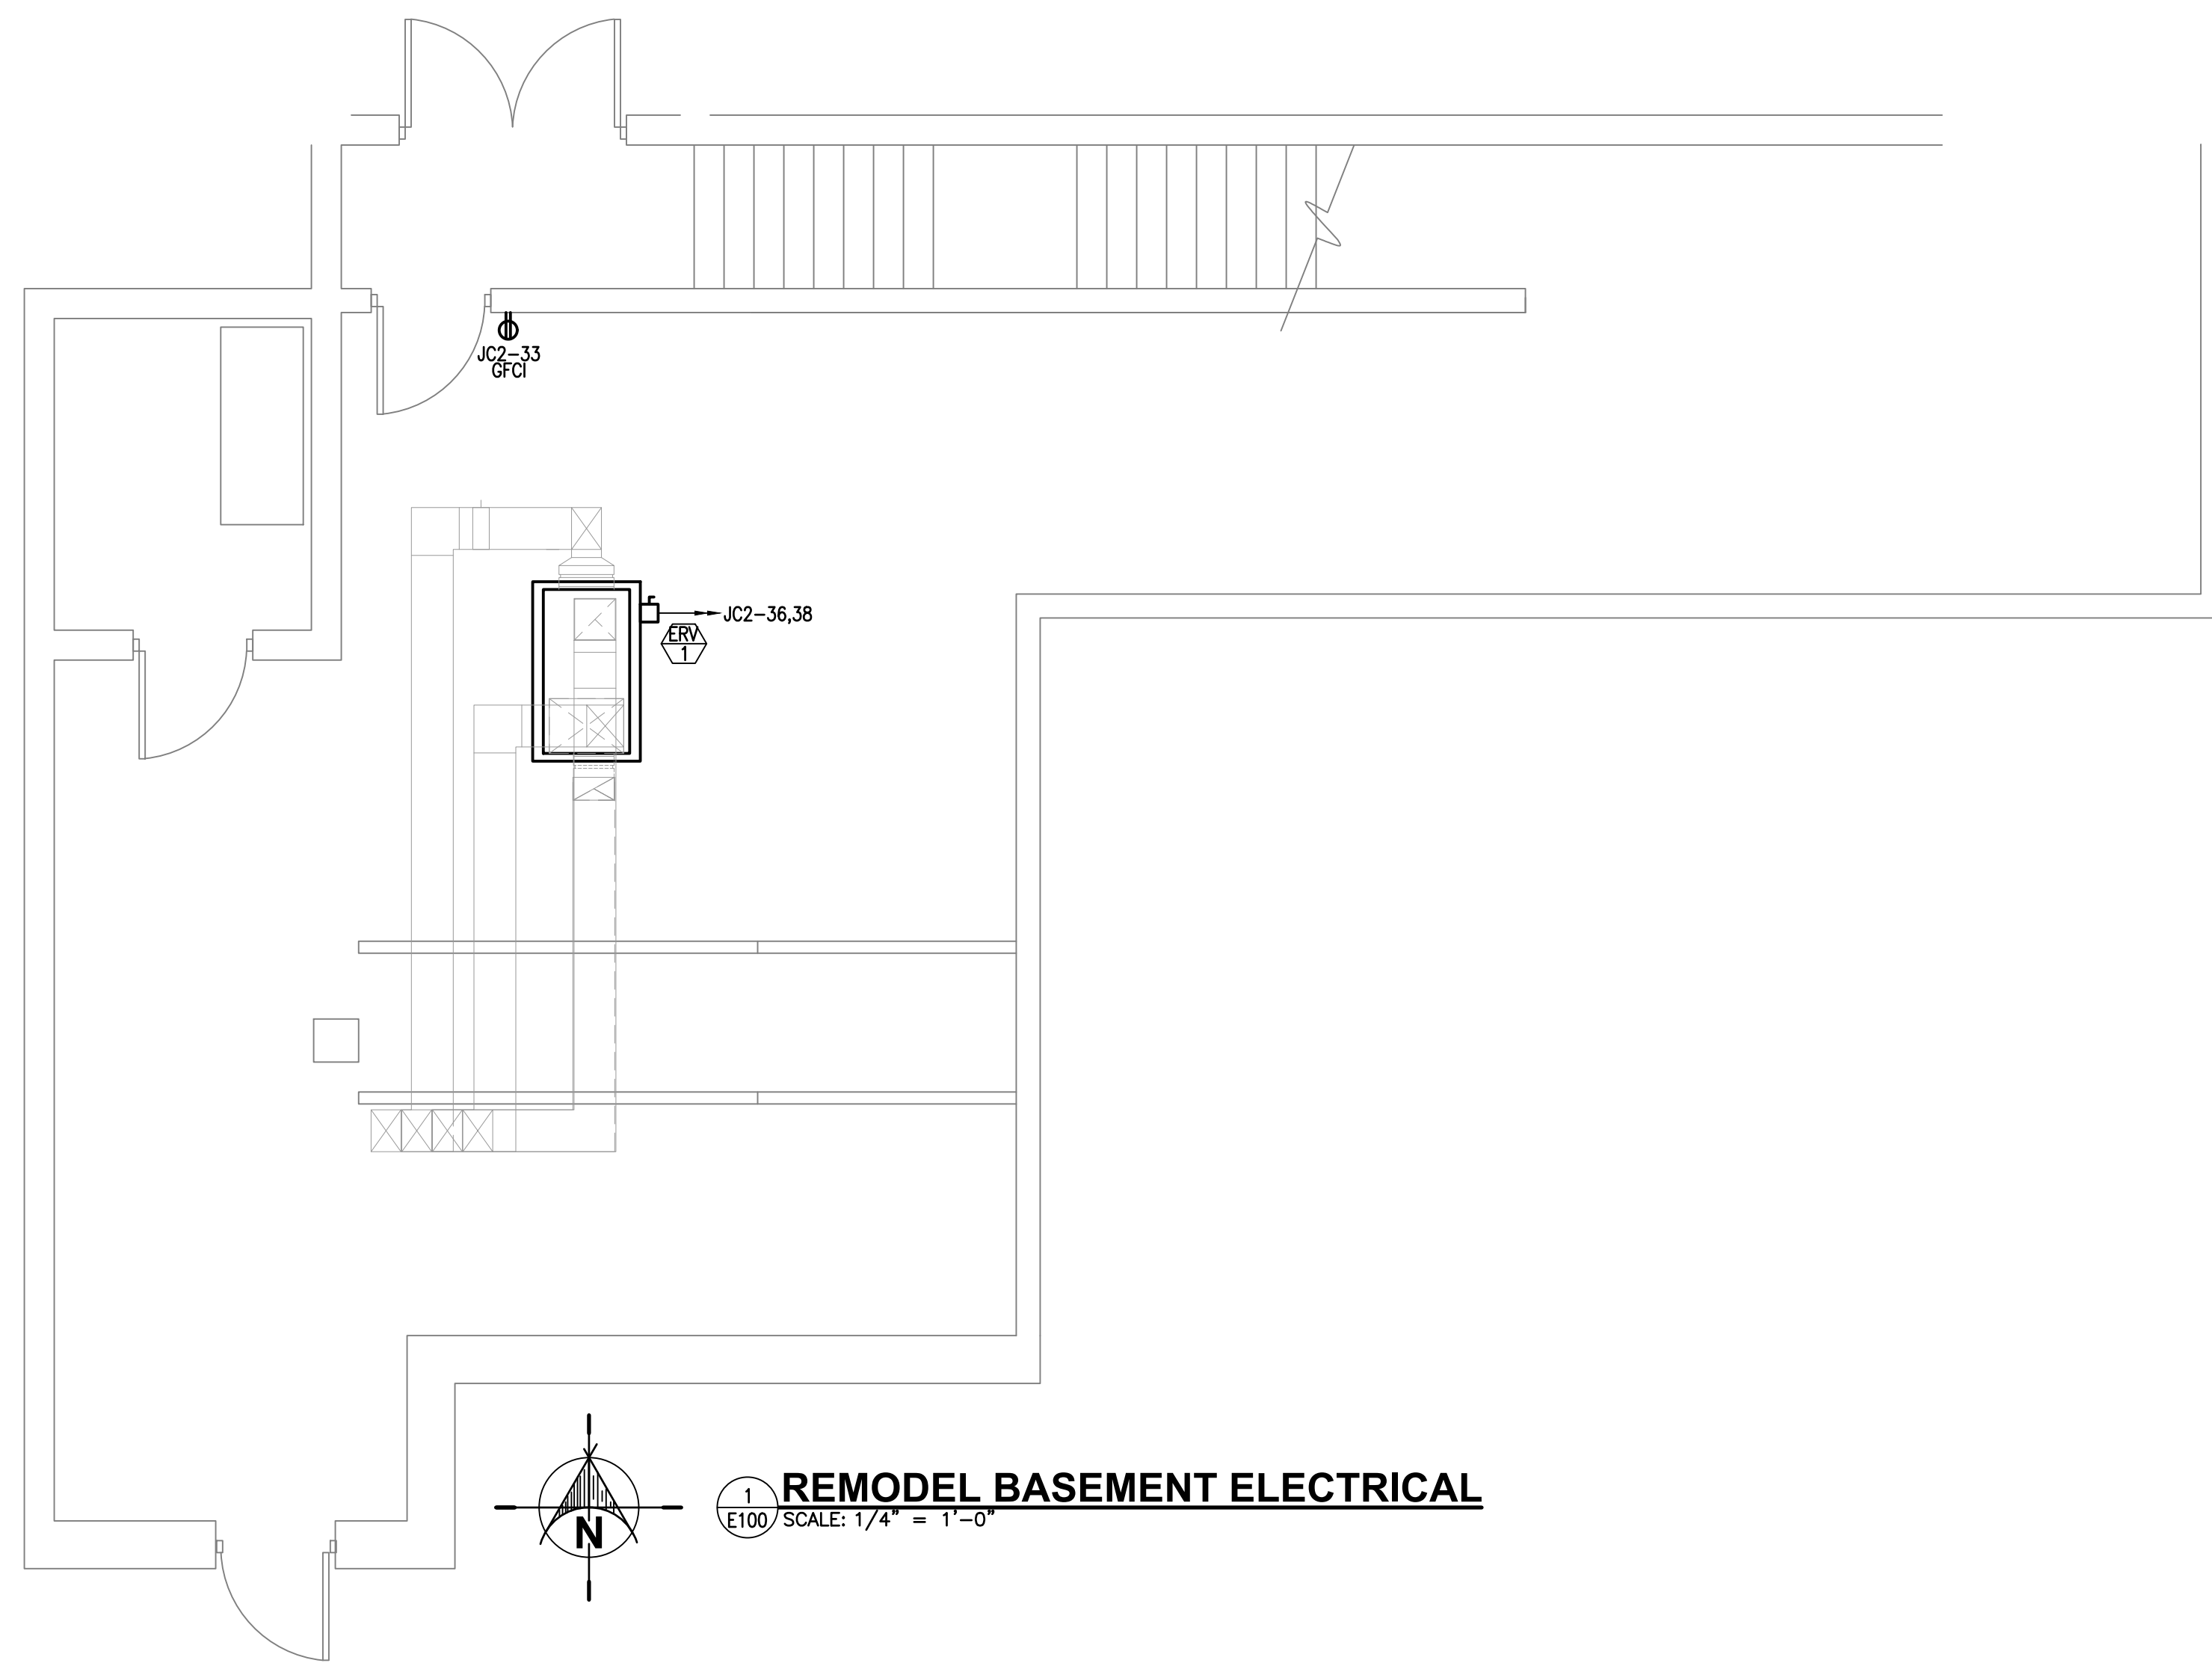 JC2-33
GFCI
JC2-36,38
ERV
1
N
1
E100
REMODEL BASEMENT ELECTRICAL
SCALE: 1/4" = 1'-0"